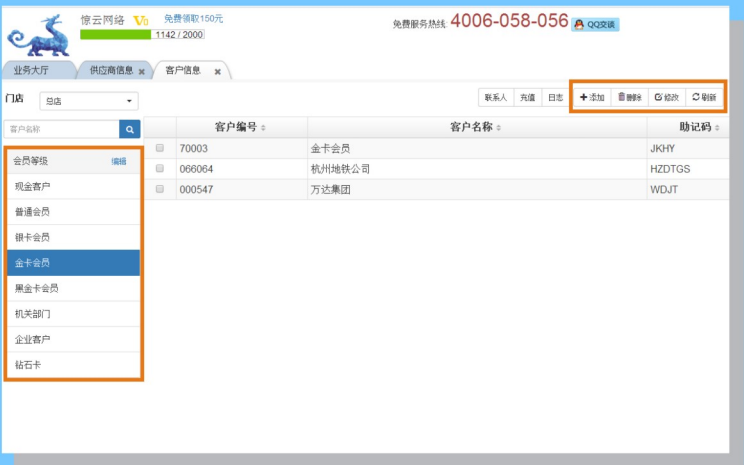 惊云网络 V0 免费领取150元 免费服务热线 4006-058-056 QQ交谈
1142 / 2000
业务大厅 供应商信息 × 客户信息 ×
门店 总店 联系人 充值 日志 添加 删除 修改 刷新
客户名称 客户编号 客户名称 助记码
会员等级 编辑 70003 金卡会员 JKHY
现金客户 066064 杭州地铁公司 HZDTGS
普通会员 000547 万达集团 WDJT
银卡会员
金卡会员
黑金卡会员
机关部门
企业客户
钻石卡